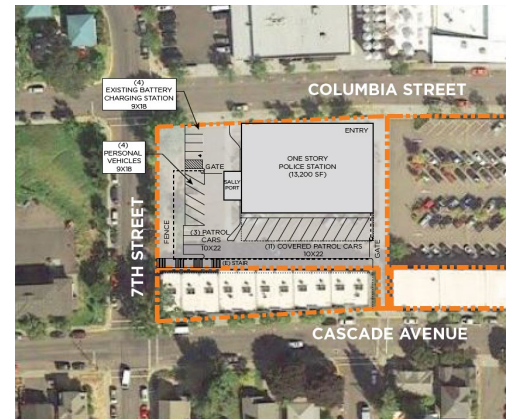 (4)
EXISTING BATTERY
CHARGING STATION
9X18
COLUMBIA STREET
ENTRY
(4)
PERSONAL
VEHICLES
9X18
GATE
ONE STORY
POLICE STATION
(13,200 SF)
SALLY
PORT
7TH STREET
FENCE
(3) PATROL
CARS
10X22
(11) COVERED PATROL CARS
10X22
GATE
(E) STAIR
CASCADE AVENUE